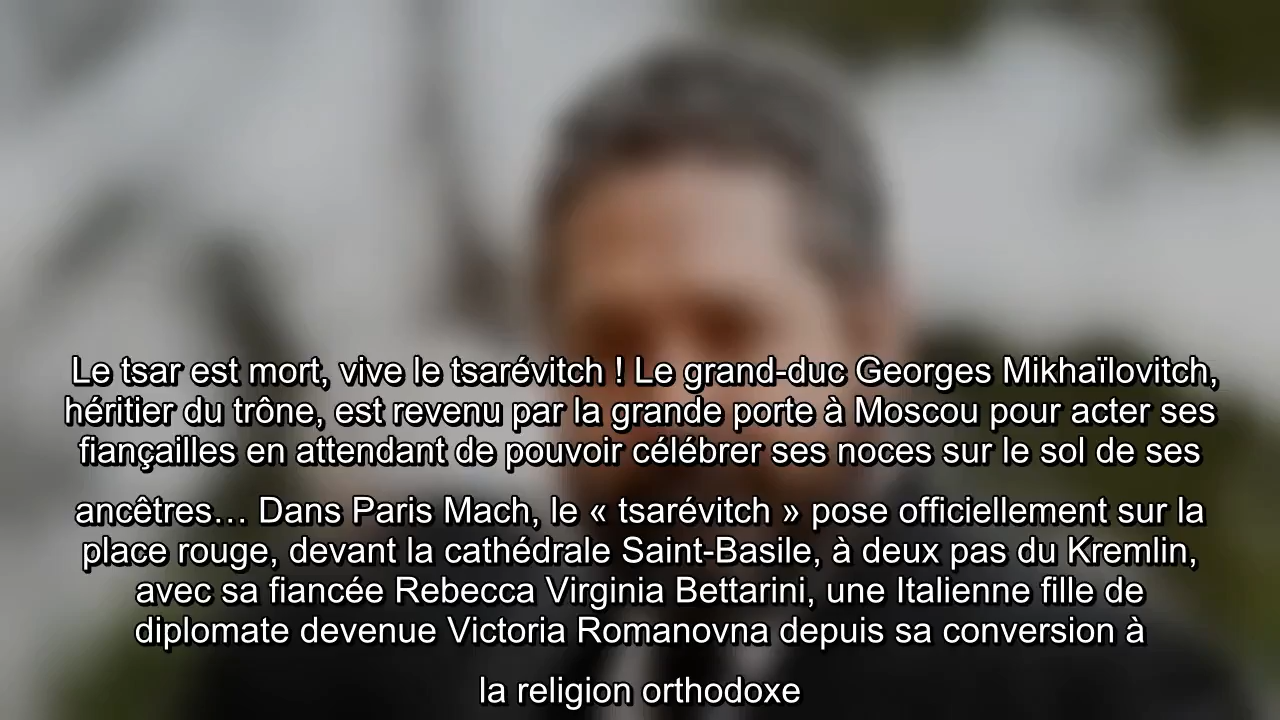 Le tsar est mort, vive le tsarévitch ! Le grand-duc Georges Mikhaïlovitch,
héritier du trône, est revenu par la grande porte à Moscou pour acter ses
fiançailles en attendant de pouvoir célébrer ses noces sur le sol de ses
ancêtres… Dans Paris Mach, le « tsarévitch » pose officiellement sur la
place rouge, devant la cathédrale Saint-Basile, à deux pas du Kremlin,
avec sa fiancée Rebecca Virginia Bettarini, une Italienne fille de
diplomate devenue Victoria Romanovna depuis sa conversion à
la religion orthodoxe